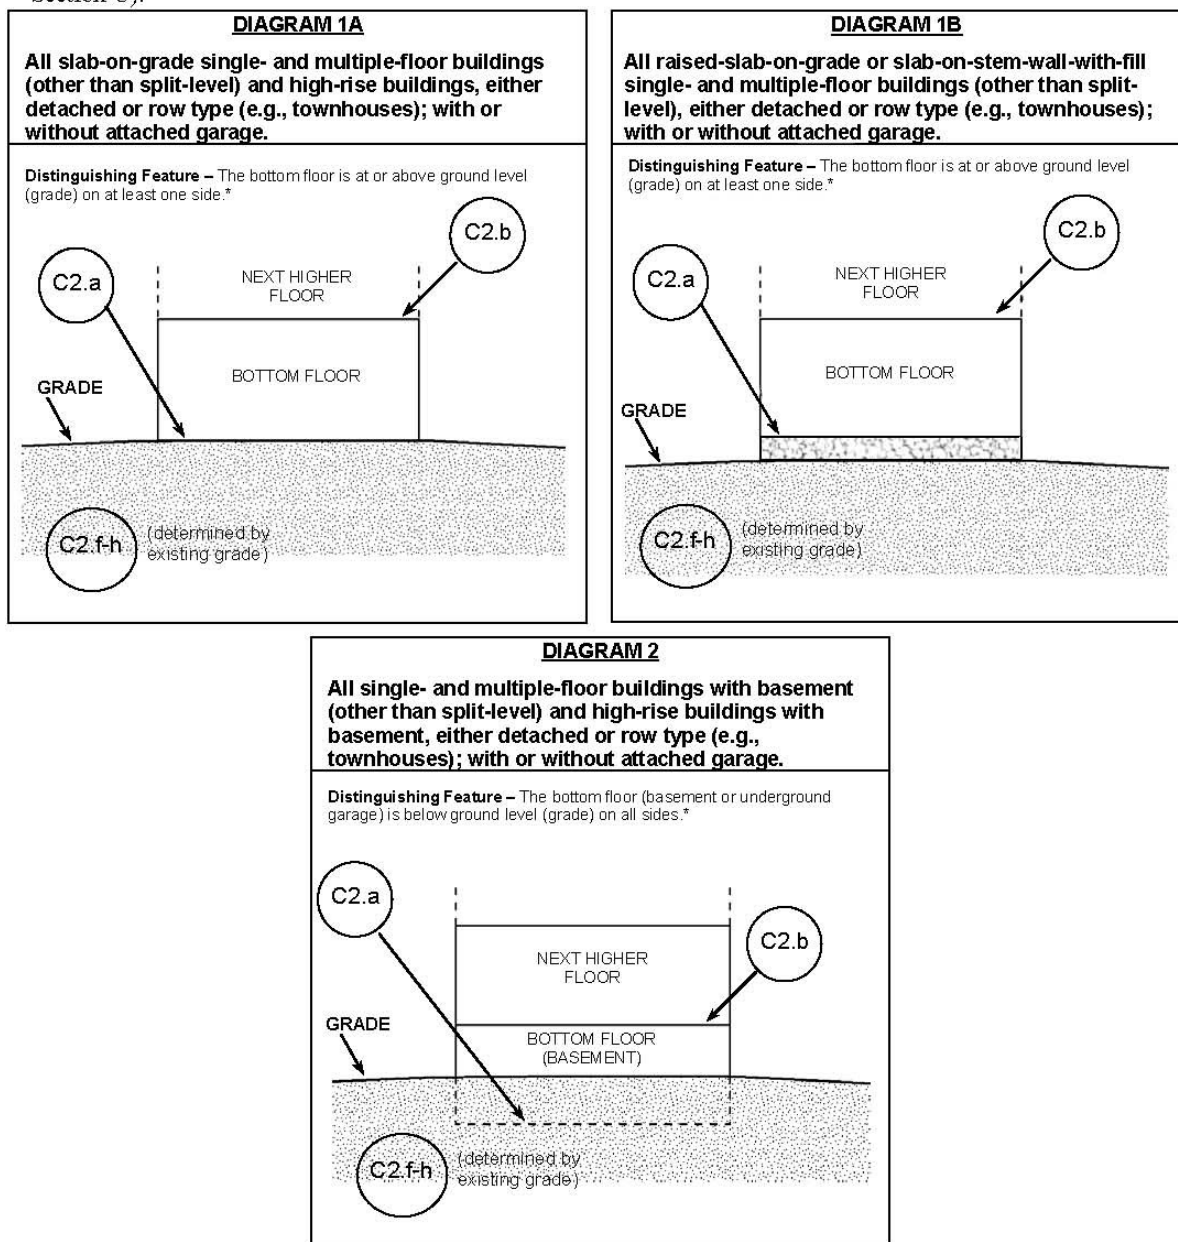 Section C).
DIAGRAM 1A
All slab-on-grade single- and multiple-floor buildings
(other than split-level) and high-rise buildings, either
detached or row type (e.g., townhouses); with or
without attached garage.
Distinguishing Feature – The bottom floor is at or above ground level
(grade) on at least one side.*
C2.b
C2.a
NEXT HIGHER
FLOOR
BOTTOM FLOOR
GRADE
C2.f-h
(determined by
existing grade)
DIAGRAM 1B
All raised-slab-on-grade or slab-on-stem-wall-with-fill
single- and multiple-floor buildings (other than split-
level), either detached or row type (e.g., townhouses);
with or without attached garage.
Distinguishing Feature – The bottom floor is at or above ground level
(grade) on at least one side.*
C2.b
C2.a
NEXT HIGHER
FLOOR
BOTTOM FLOOR
GRADE
C2.f-h
(determined by
existing grade)
DIAGRAM 2
All single- and multiple-floor buildings with basement
(other than split-level) and high-rise buildings with
basement, either detached or row type (e.g.,
townhouses); with or without attached garage.
Distinguishing Feature – The bottom floor (basement or underground
garage) is below ground level (grade) on all sides.*
C2.a
C2.b
NEXT HIGHER
FLOOR
GRADE
BOTTOM FLOOR
(BASEMENT)
C2.f-h
(determined by
existing grade)